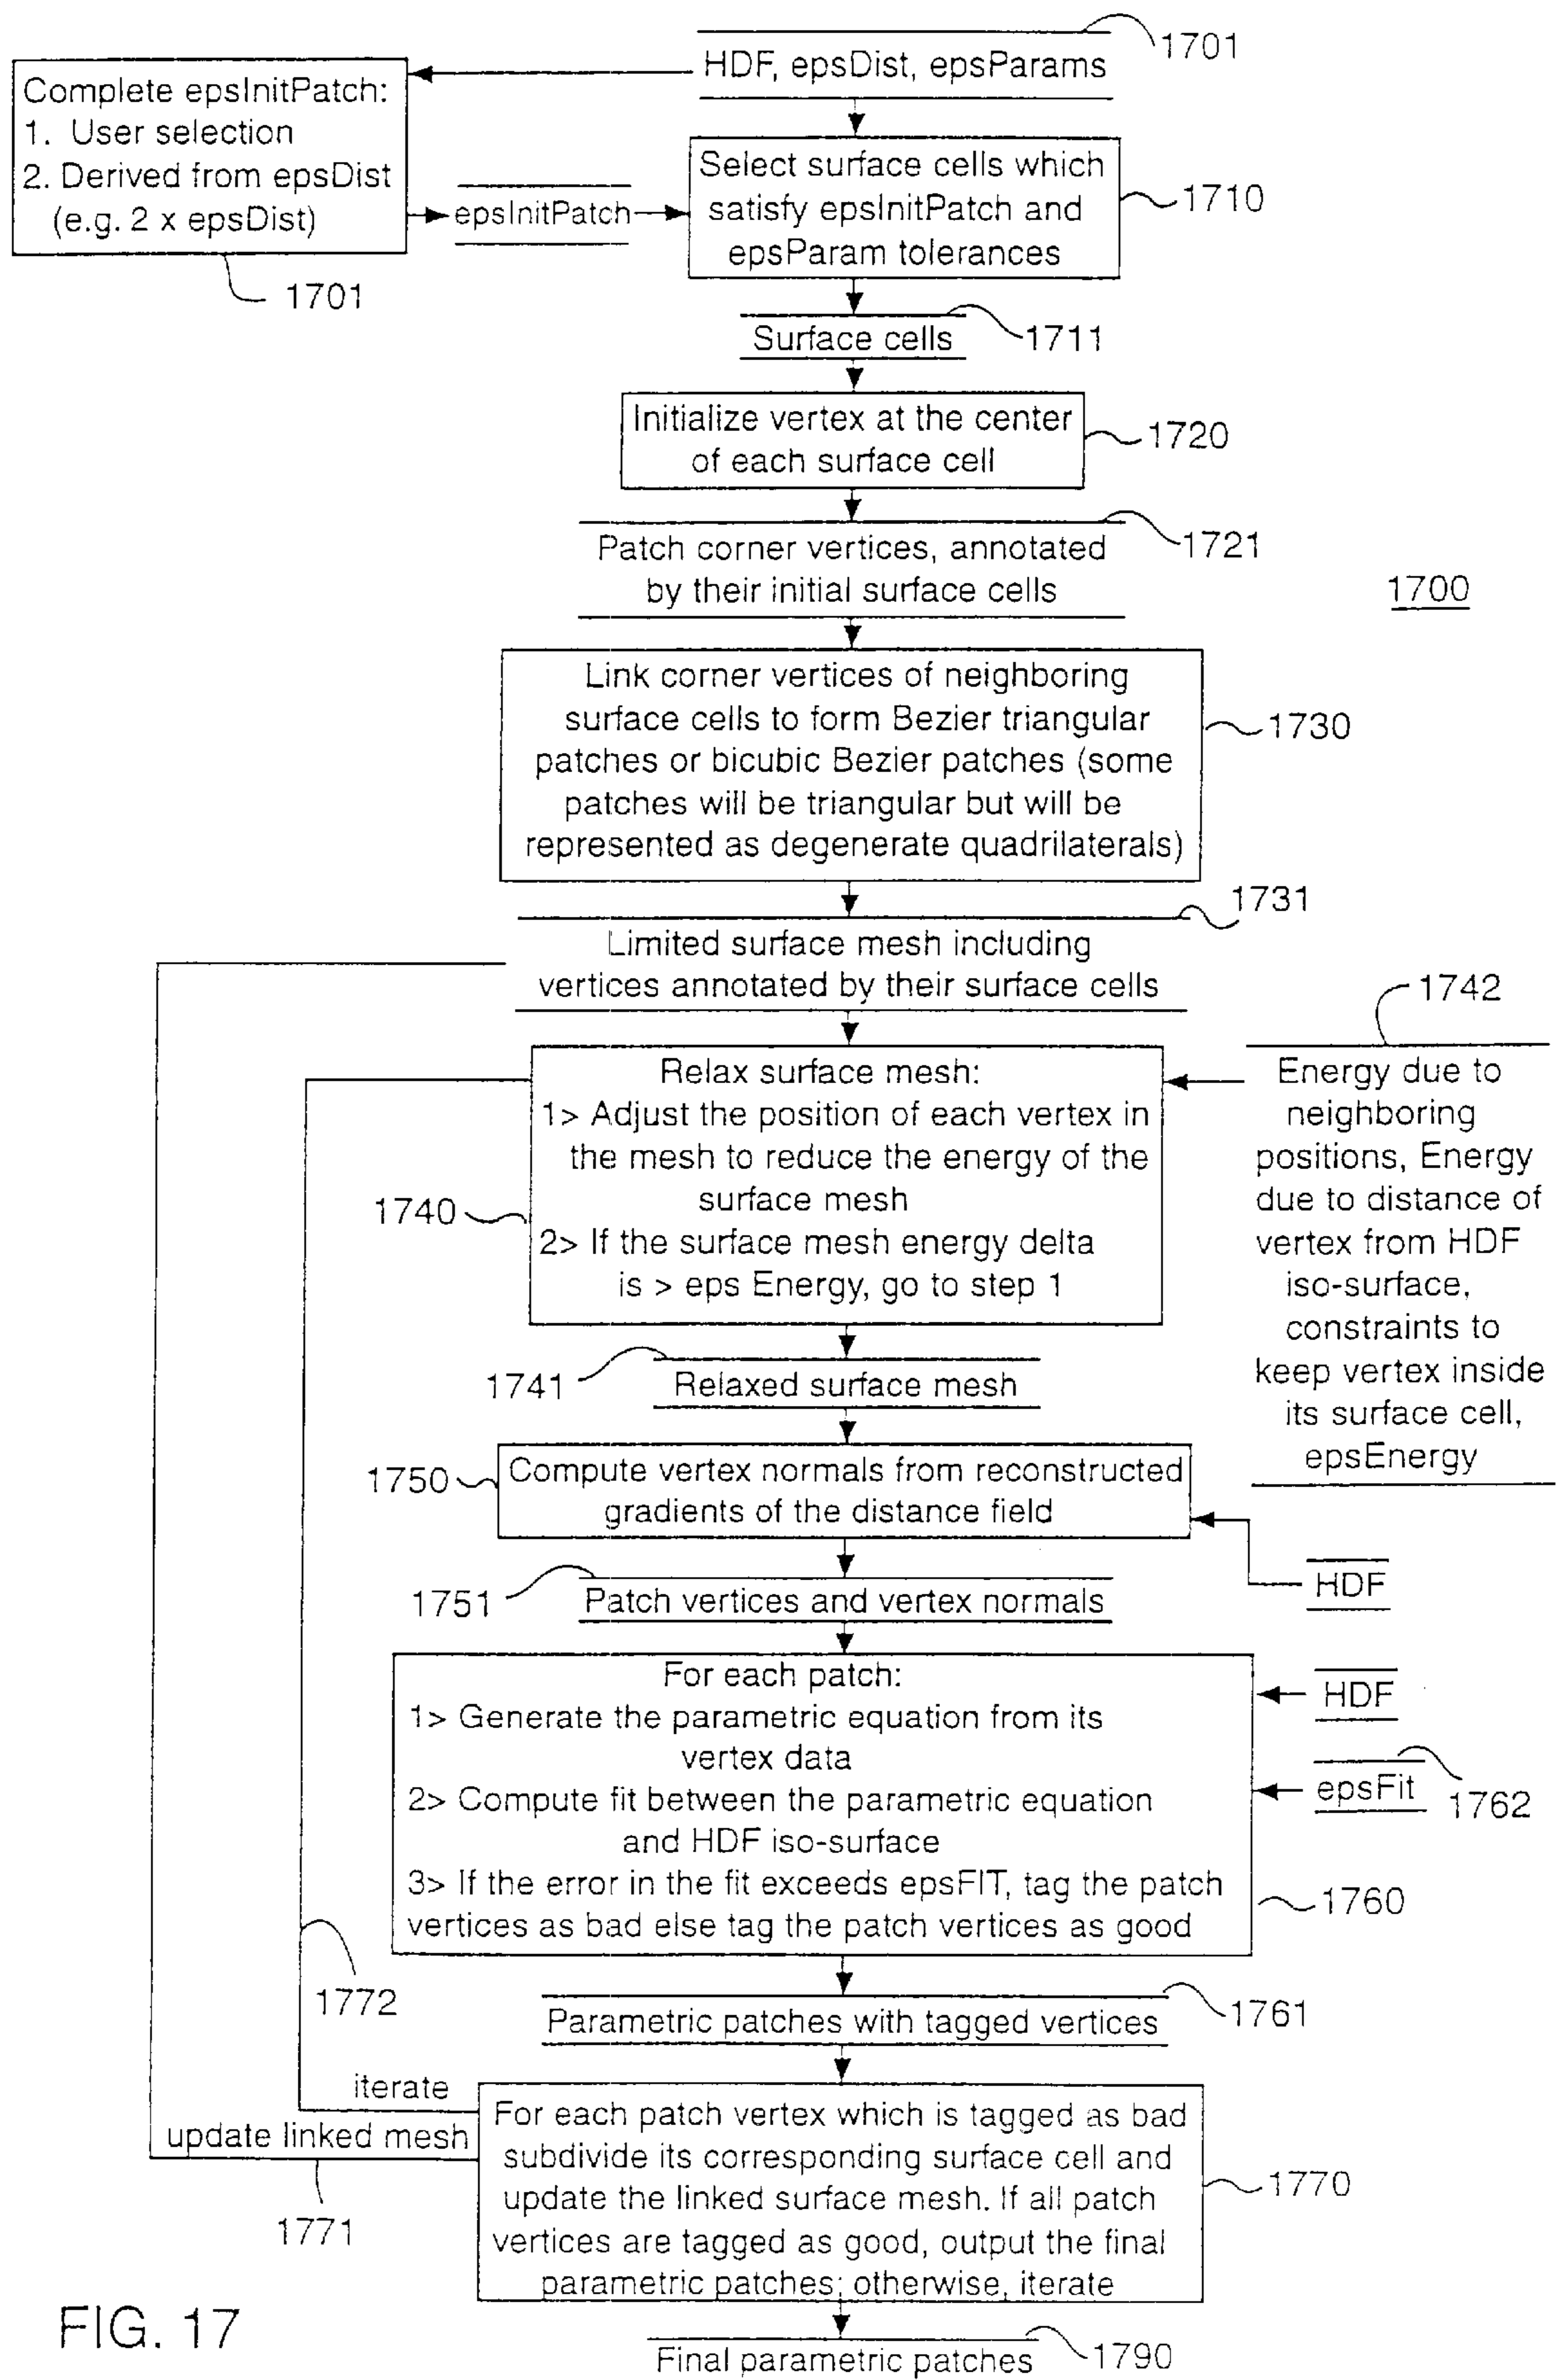 1701
HDF, epsDist, epsParams
Complete epsInitPatch:
1. User selection
2. Derived from epsDist
(e.g. 2 x epsDist)
1701
epsInitPatch
Select surface cells which
satisfy epsInitPatch and
epsParam tolerances
1710
Surface cells
1711
Initialize vertex at the center
of each surface cell
1720
Patch corner vertices, annotated
by their initial surface cells
1721
1700
Link corner vertices of neighboring
surface cells to form Bezier triangular
patches or bicubic Bezier patches (some
patches will be triangular but will be
represented as degenerate quadrilaterals)
1730
1731
Limited surface mesh including
vertices annotated by their surface cells
1742
Relax surface mesh:
1> Adjust the position of each vertex in
the mesh to reduce the energy of the
surface mesh
2> If the surface mesh energy delta
is > eps Energy, go to step 1
1740
Energy due to
neighboring
positions, Energy
due to distance of
vertex from HDF
iso-surface,
constraints to
keep vertex inside
its surface cell,
epsEnergy
1741
Relaxed surface mesh
1750
Compute vertex normals from reconstructed
gradients of the distance field
HDF
1751
Patch vertices and vertex normals
For each patch:
1> Generate the parametric equation from its
vertex data
2> Compute fit between the parametric equation
and HDF iso-surface
3> If the error in the fit exceeds epsFIT, tag the patch
vertices as bad else tag the patch vertices as good
HDF
epsFit
1762
1760
1772
1761
Parametric patches with tagged vertices
iterate
update linked mesh
1771
For each patch vertex which is tagged as bad
subdivide its corresponding surface cell and
update the linked surface mesh. If all patch
vertices are tagged as good, output the final
parametric patches; otherwise, iterate
1770
FIG. 17
Final parametric patches
1790